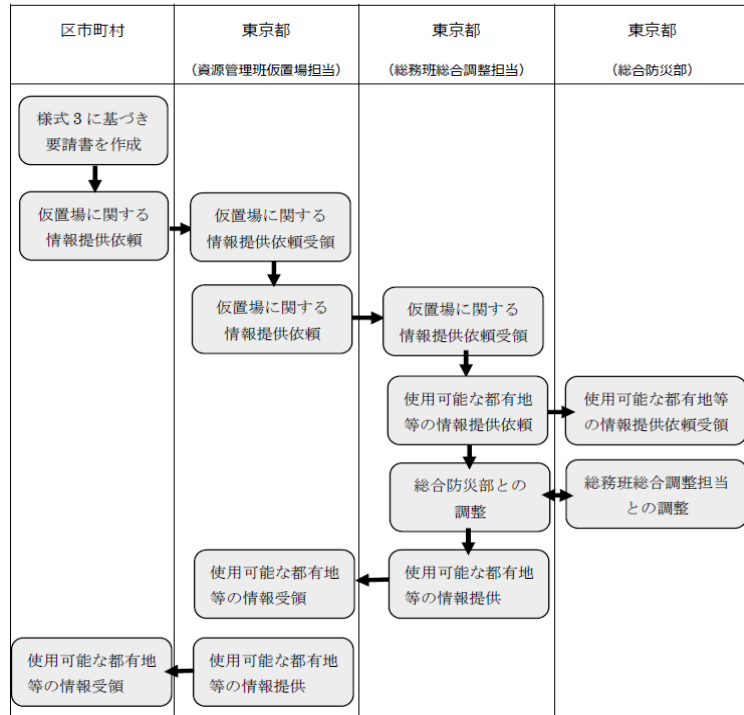 区市町村
東京都
（資源管理班仮置場担当）
東京都
（総務班総合調整担当）
東京都
（総合防災部）
様式３に基づき
要請書を作成
仮置場に関する
情報提供依頼
仮置場に関する
情報提供依頼受領
仮置場に関する
情報提供依頼
仮置場に関する
情報提供依頼受領
使用可能な都有地
等の情報提供依頼
使用可能な都有地等
の情報提供依頼受領
総合防災部との
調整
総務班総合調整担当
との調整
使用可能な都有地
等の情報受領
使用可能な都有地
等の情報提供
使用可能な都有地
等の情報受領
使用可能な都有地
等の情報提供